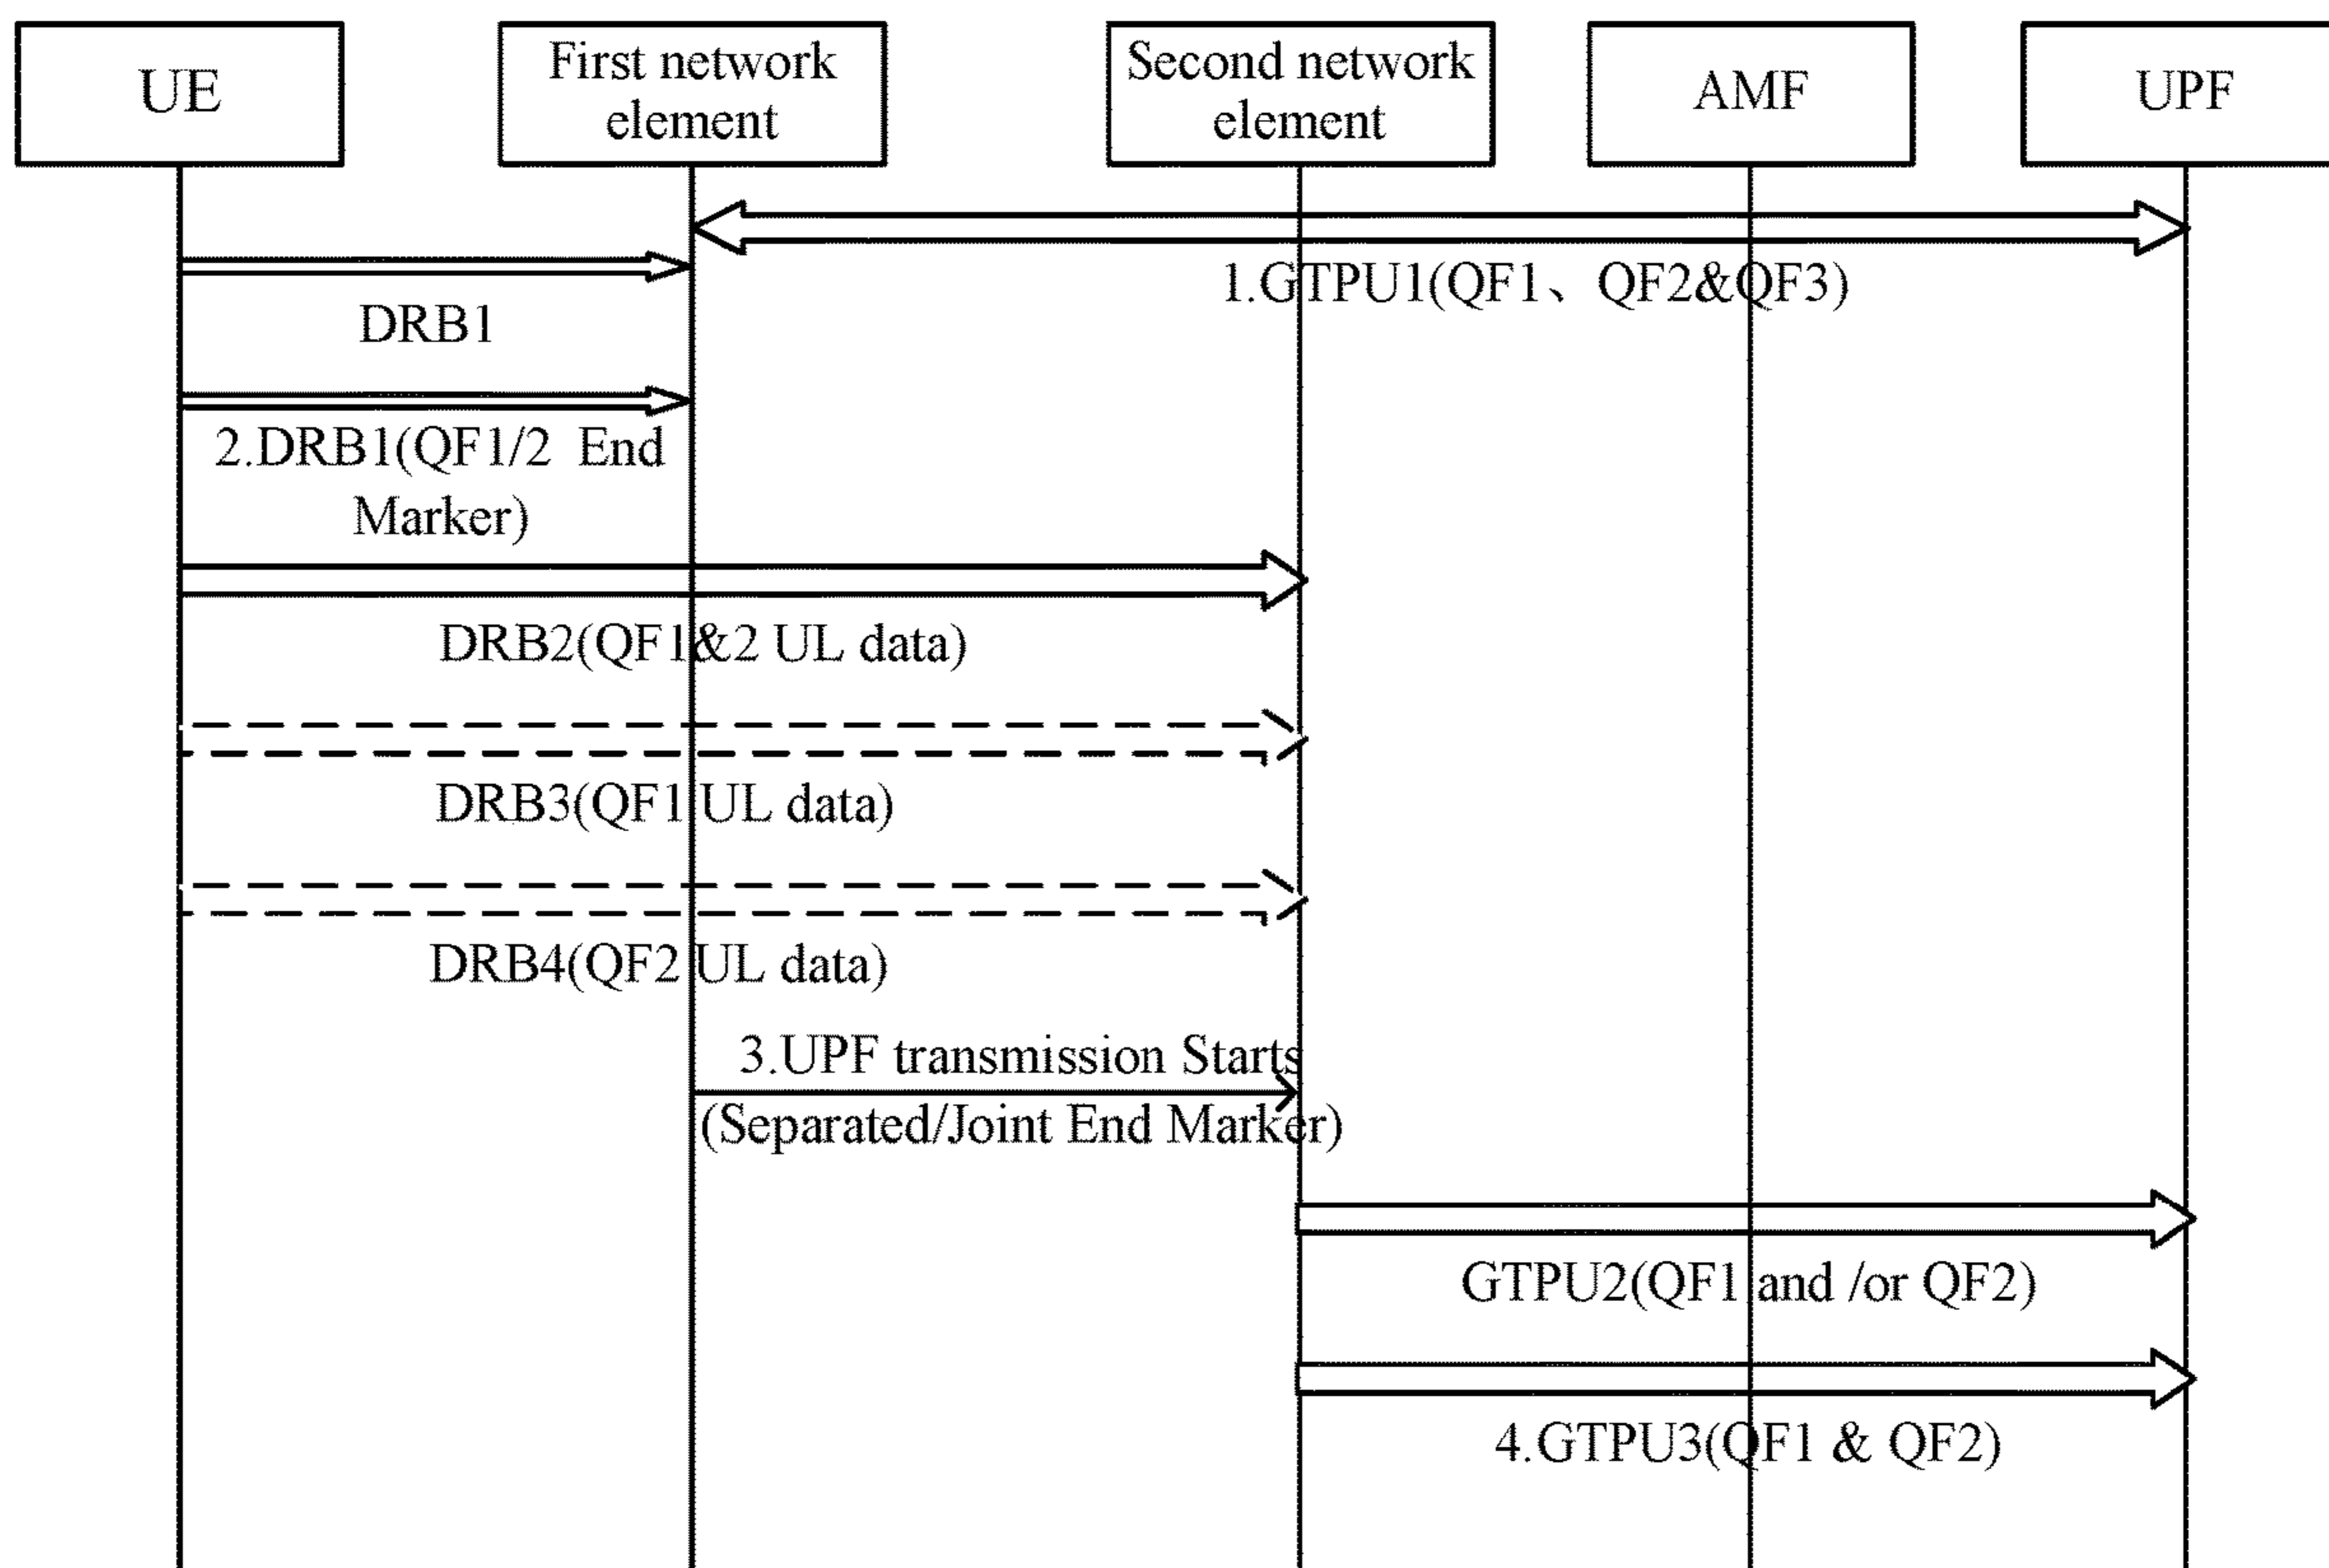 UE
First network
element
Second network
element
AMF
UPF
1.GTPU1(QF1、QF2&QF3)
DRB1
2.DRB1(QF1/2 End
Marker)
DRB2(QF1&2 UL data)
DRB3(QF1 UL data)
DRB4(QF2 UL data)
3.UPF transmission Starts
(Separated/Joint End Marker)
GTPU2(QF1 and /or QF2)
4.GTPU3(QF1 & QF2)